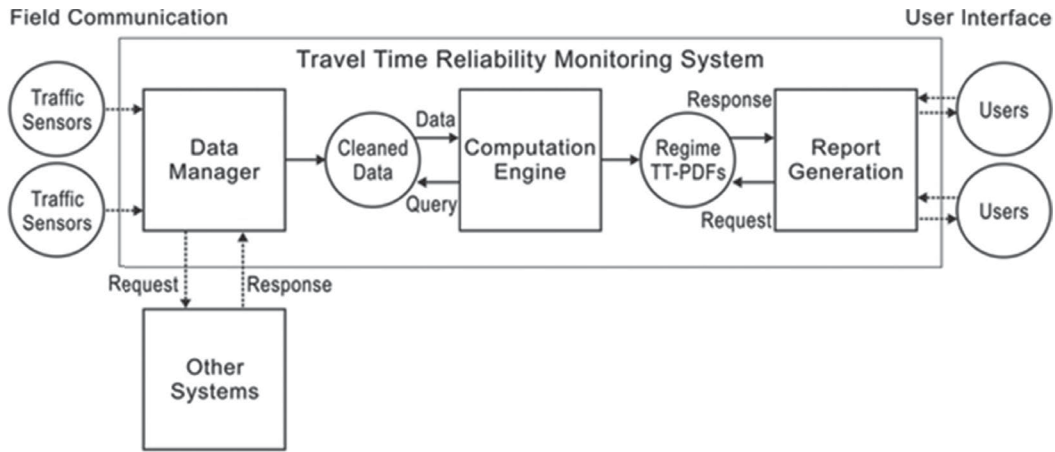 Field Communication
User Interface
Travel Time Reliability Monitoring System
Traffic
Sensors
Traffic
Sensors
Data
Manager
Cleaned
Data
Data
Query
Computation
Engine
Regime
TT-PDFs
Response
Request
Report
Generation
Users
Users
Request
Response
Other
Systems